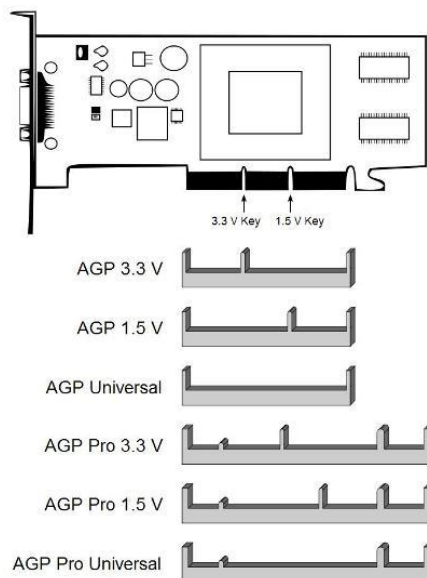 3.3 V Key 1.5 V Key
AGP 3.3 V
AGP 1.5 V
AGP Universal
AGP Pro 3.3 V
AGP Pro 1.5 V
AGP Pro Universal